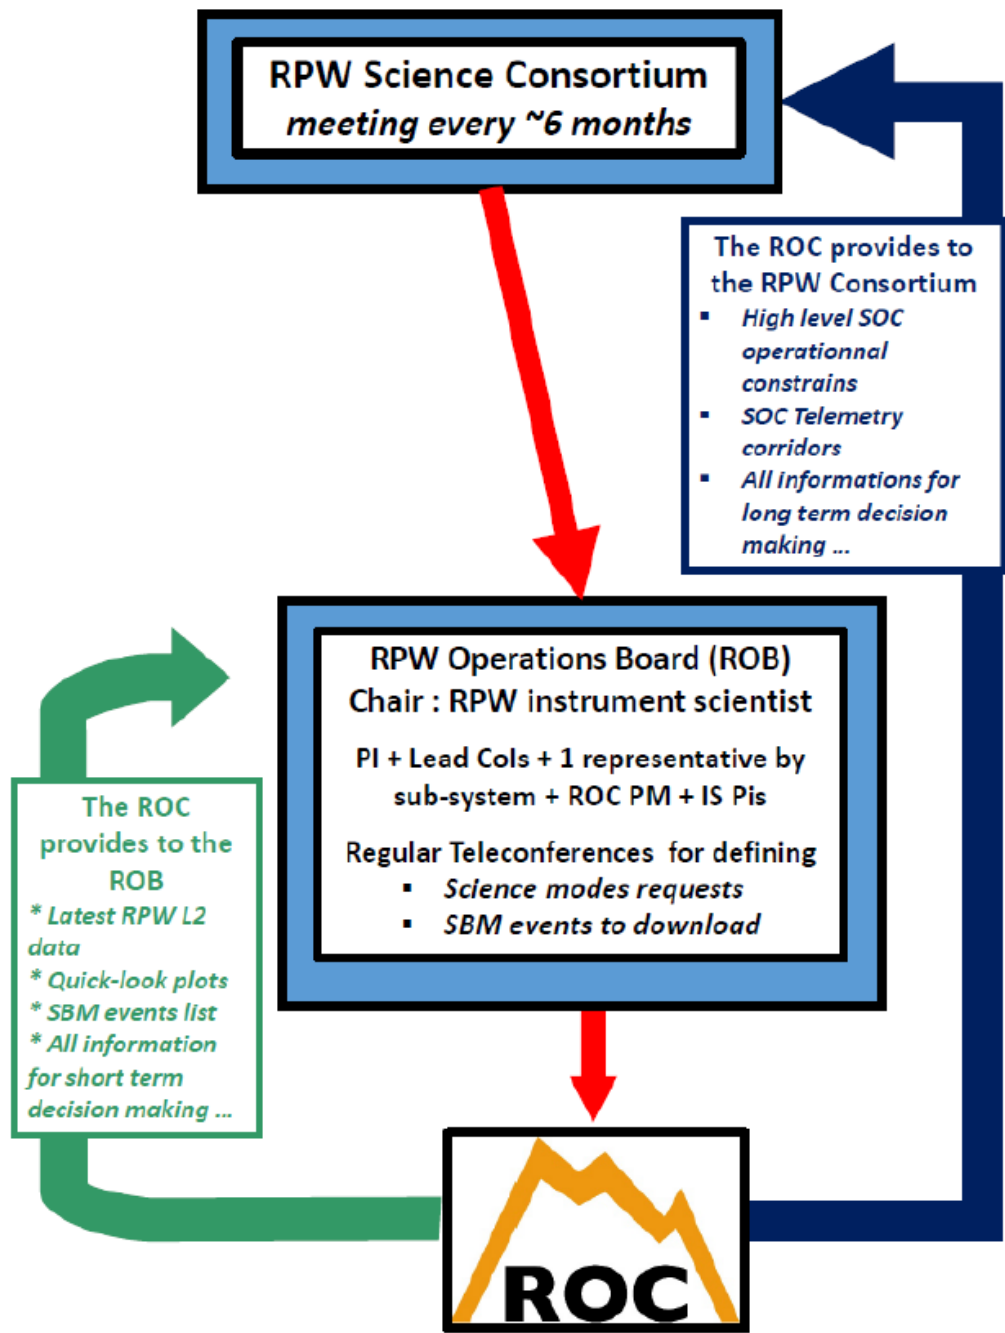 RPW Science Consortium
meeting every ~6 months
The ROC provides to
the RPW Consortium
▪ High level SOC
operationnal
constrains
▪ SOC Telemetry
corridors
▪ All informations for
long term decision
making ...
RPW Operations Board (ROB)
Chair : RPW instrument scientist
PI + Lead CoIs + 1 representative by
sub-system + ROC PM + IS Pis
Regular Teleconferences for defining
▪ Science modes requests
▪ SBM events to download
The ROC
provides to the
ROB
* Latest RPW L2
data
* Quick-look plots
* SBM events list
* All information
for short term
decision making ...
ROC